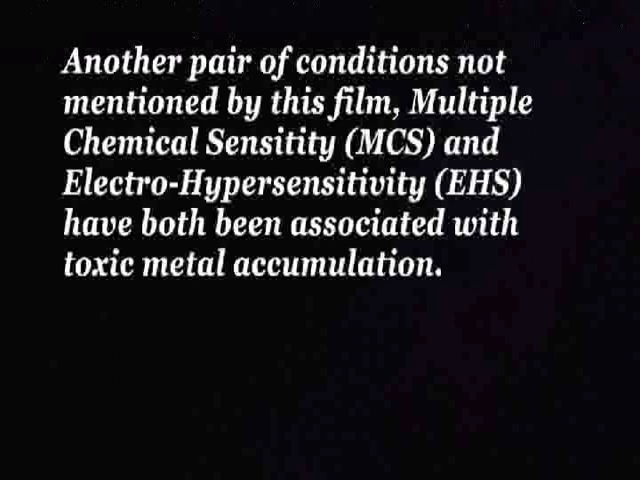 Another pair of conditions not
mentioned by this film, Multiple
Chemical Sensitity (MCS) and
Electro-Hypersensitivity (EHS)
have both been associated with
toxic metal accumulation.